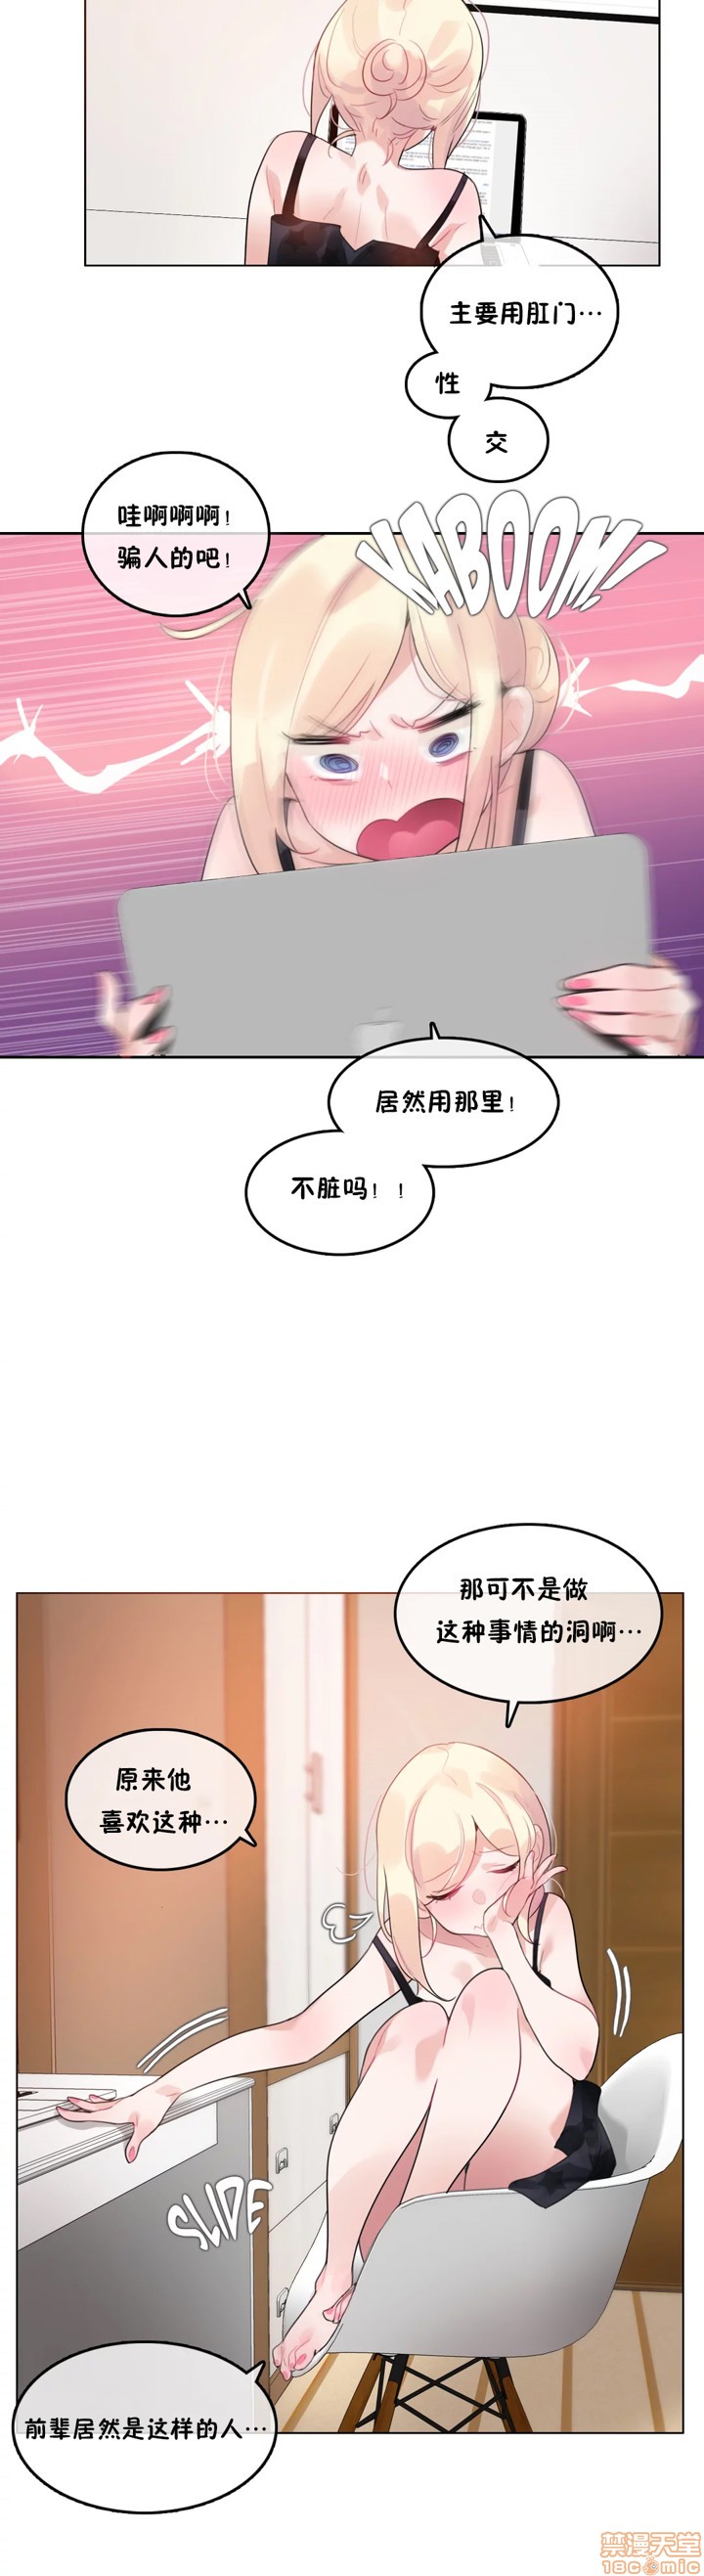 主要用肛门…
性
交
哇啊啊啊!
骗人的吧!
KABOOM!
居然用那里!
不脏吗! !
那可不是做
这种事情的洞啊…
原来他
喜欢这种…
SLIDE
前辈居然是这样的人…
禁漫天堂
18comic